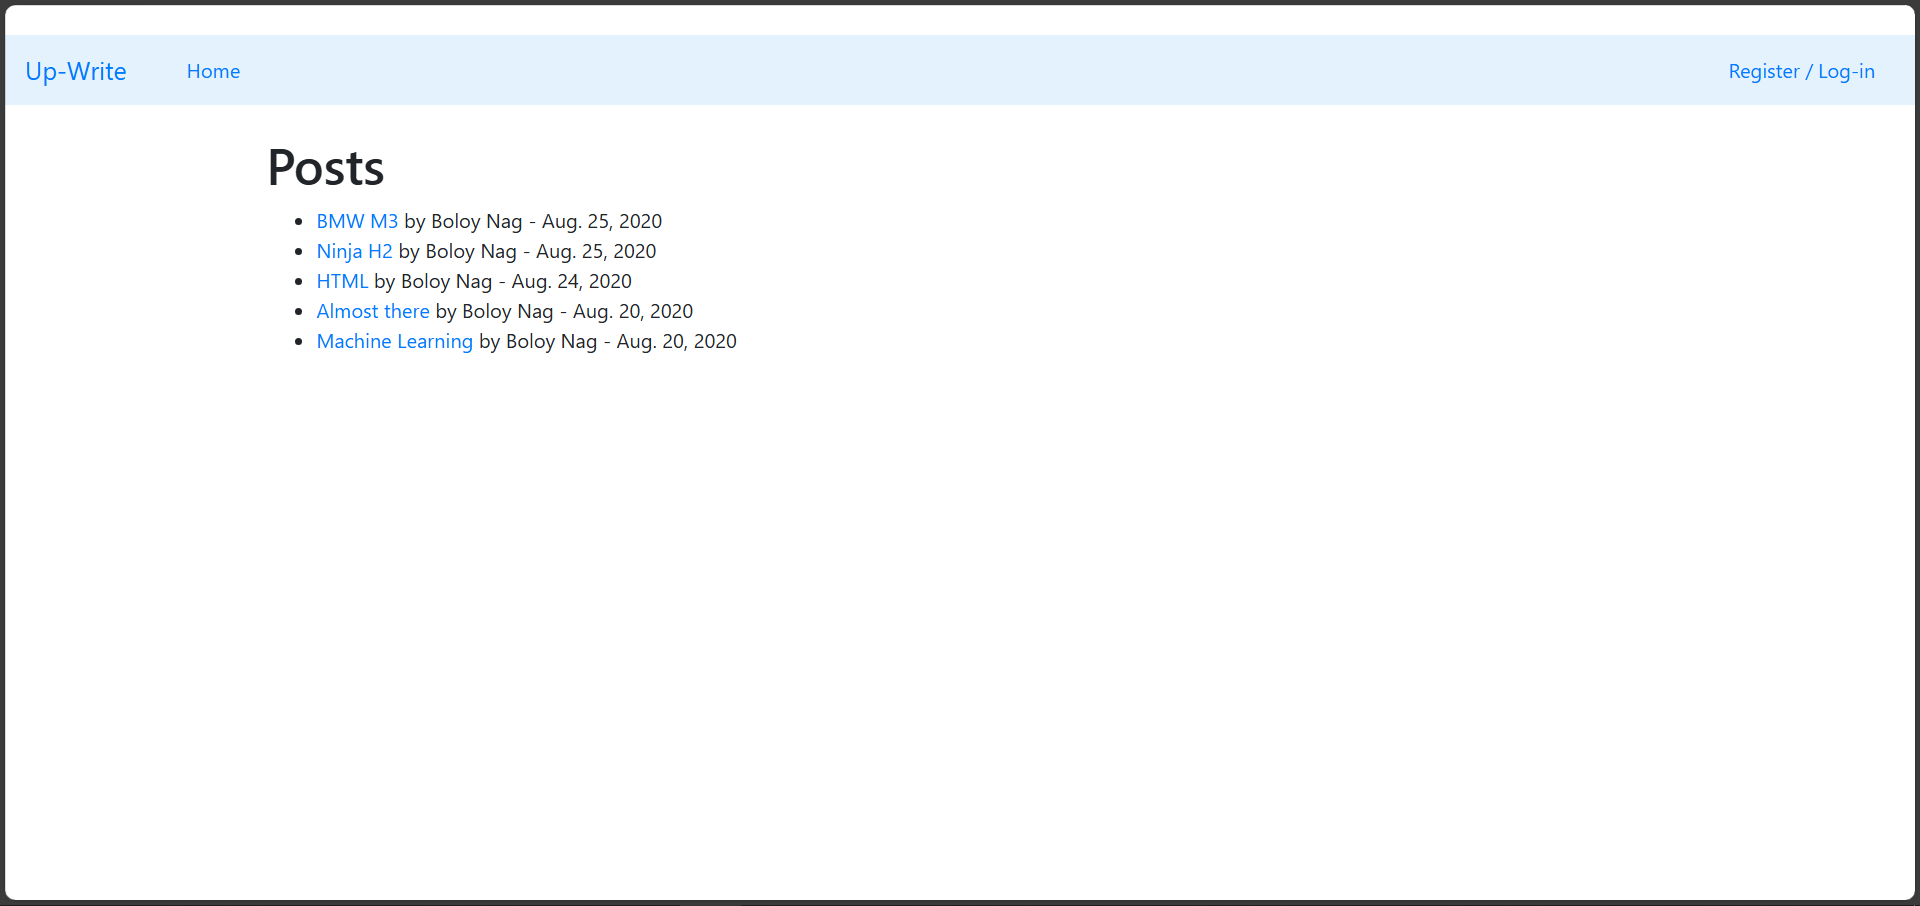 Up-Write Home Register / Log-in
Posts
BMW M3 by Boloy Nag - Aug. 25, 2020
Ninja H2 by Boloy Nag - Aug. 25, 2020
HTML by Boloy Nag - Aug. 24, 2020
Almost there by Boloy Nag - Aug. 20, 2020
Machine Learning by Boloy Nag - Aug. 20, 2020